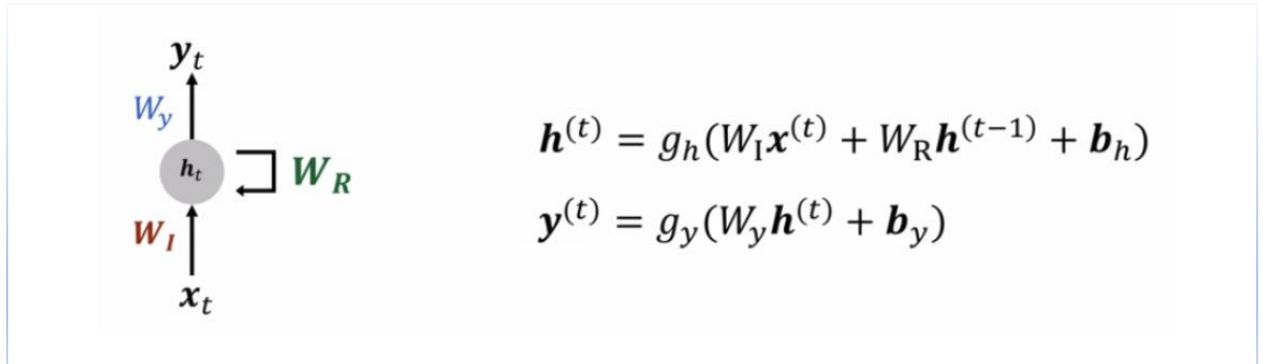 y_t
W_y
h_t
W_R
W_I
x_t
h^(t) = g_h(W_I x^(t) + W_R h^(t−1) + b_h)
y^(t) = g_y(W_y h^(t) + b_y)